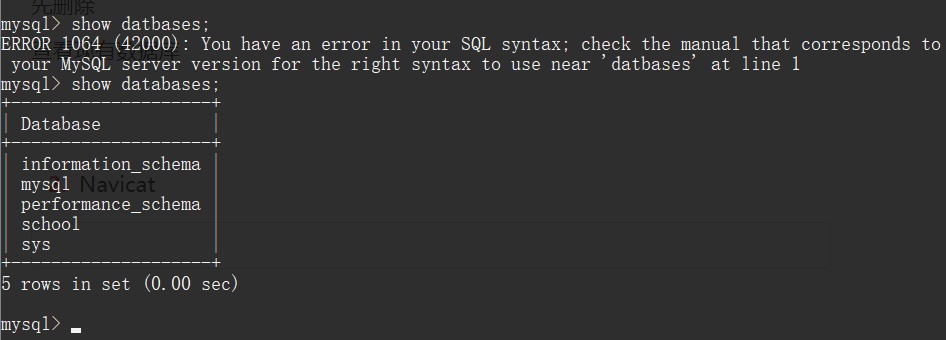 先删除
mysql> show datbases;
ERROR 1064 (42000): You have an error in your SQL syntax; check the manual that corresponds to
your MySQL server version for the right syntax to use near 'datbases' at line 1
mysql> show databases;
+--------------------+
| Database           |
+--------------------+
| information_schema |
| mysql              |
Navicat
| performance_schema |
| school             |
| sys                |
+--------------------+
5 rows in set (0.00 sec)
mysql>